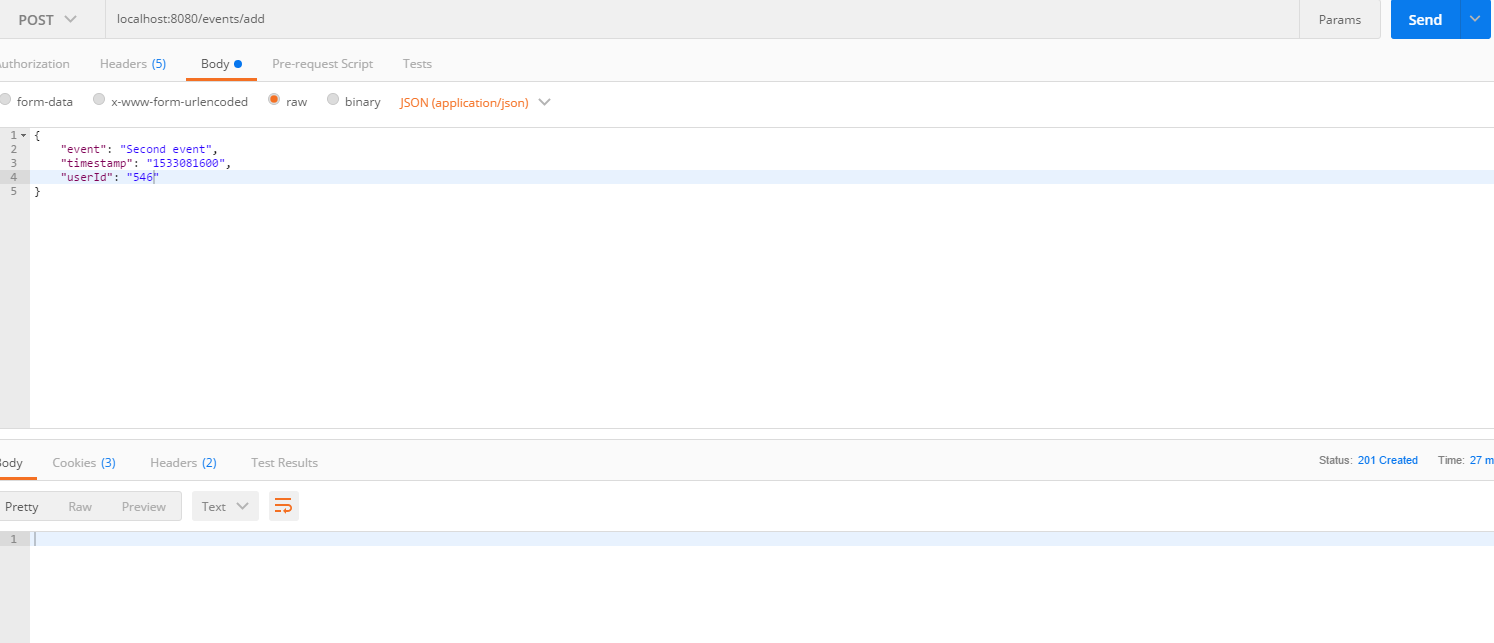 POST localhost:8080/events/add Params Send
uthorization Headers (5) Body Pre-request Script Tests
form-data x-www-form-urlencoded raw binary JSON (application/json)
1 {
2 "event": "Second event",
3 "timestamp": "1533081600",
4 "userId": "546"
5 }
Body Cookies (3) Headers (2) Test Results Status: 201 Created Time: 27 m
Pretty Raw Preview Text
1